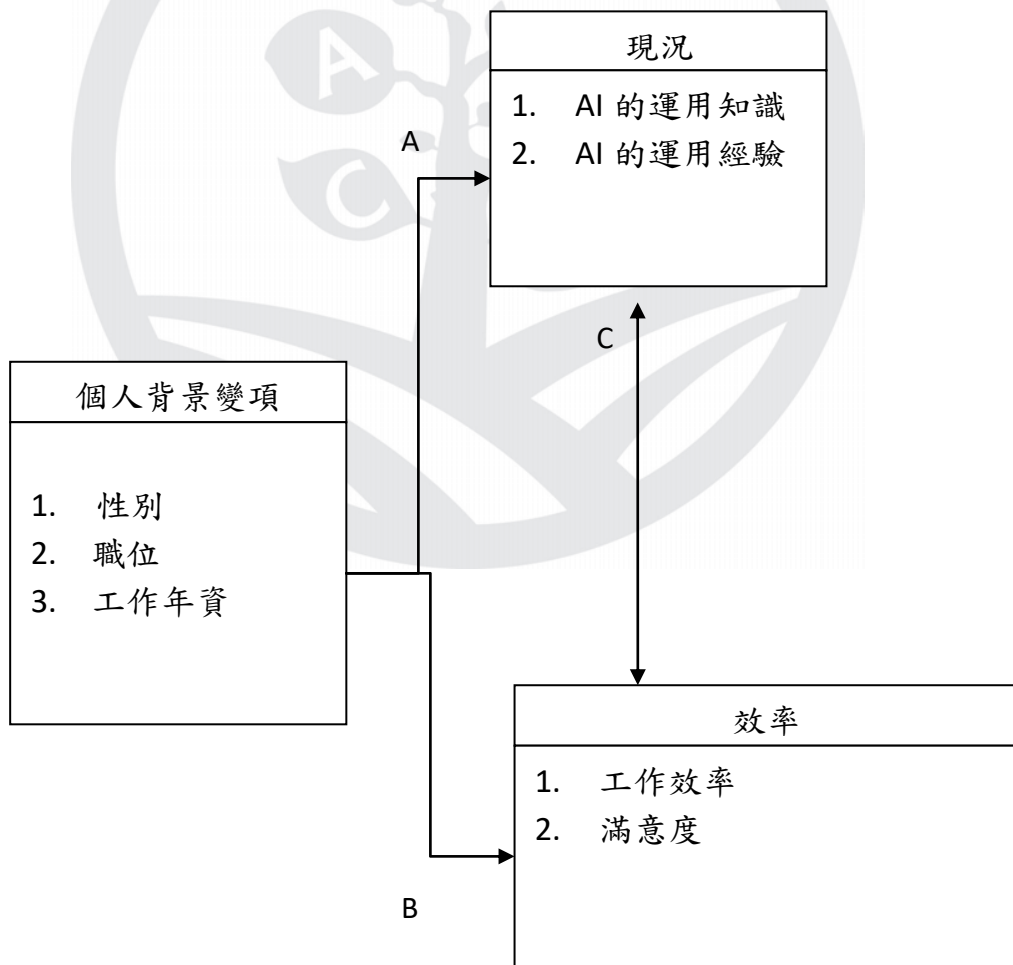 現況
1. AI 的運用知識
2. AI 的運用經驗
A
A
C
C
個人背景變項
1. 性別
2. 職位
3. 工作年資
效率
1. 工作效率
2. 滿意度
B